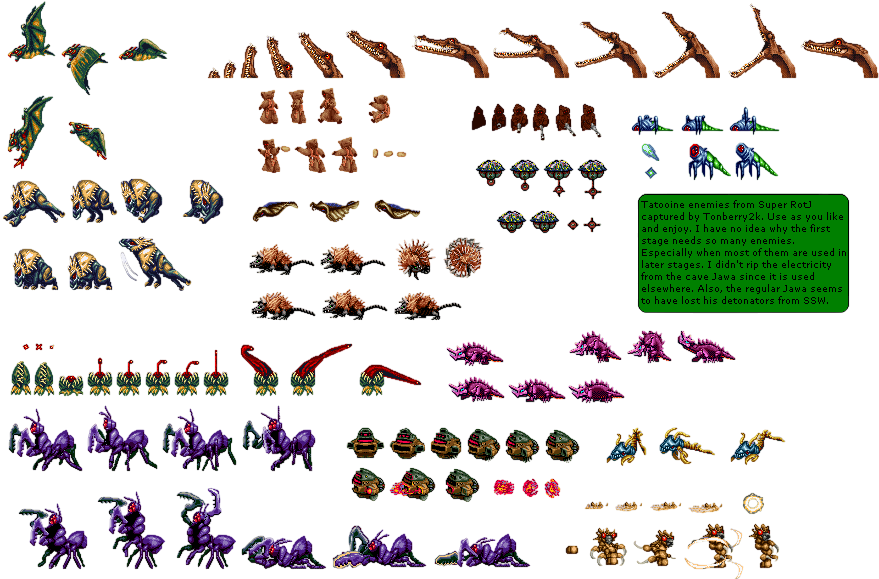 Tatooine enemies from Super RotJ
captured by Tonberry2k. Use as you like
and enjoy. I have no idea why the first
stage needs so many enemies.
Especially when most of them are used in
later stages. I didn't rip the electricity
from the cave Jawa since it is used
elsewhere. Also, the regular Jawa seems
to have lost his detonators from SSW.